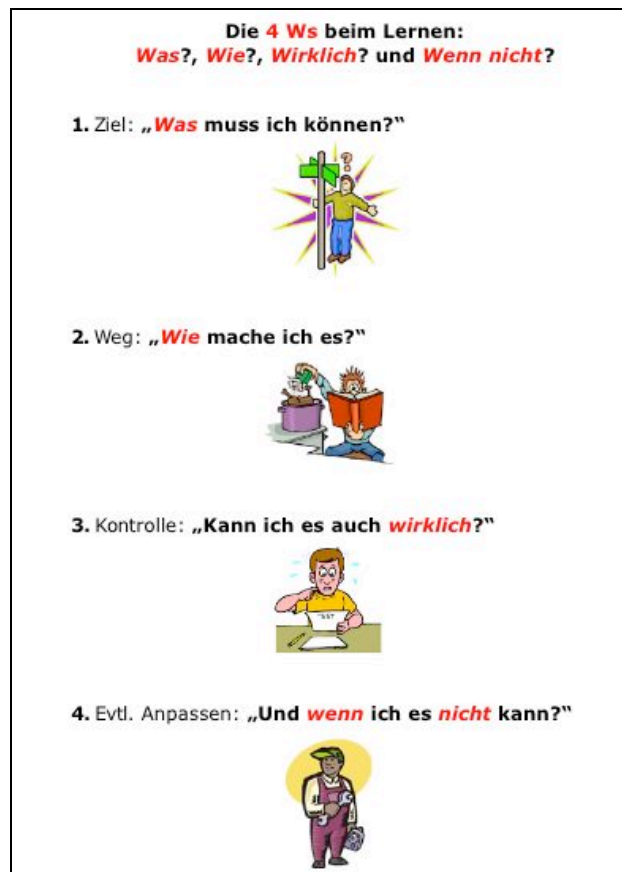 Die 4 Ws beim Lernen:
Was?, Wie?, Wirklich? und Wenn nicht?
1. Ziel: „Was muss ich können?“
2. Weg: „Wie mache ich es?“
3. Kontrolle: „Kann ich es auch wirklich?“
TEST
4. Evtl. Anpassen: „Und wenn ich es nicht kann?“